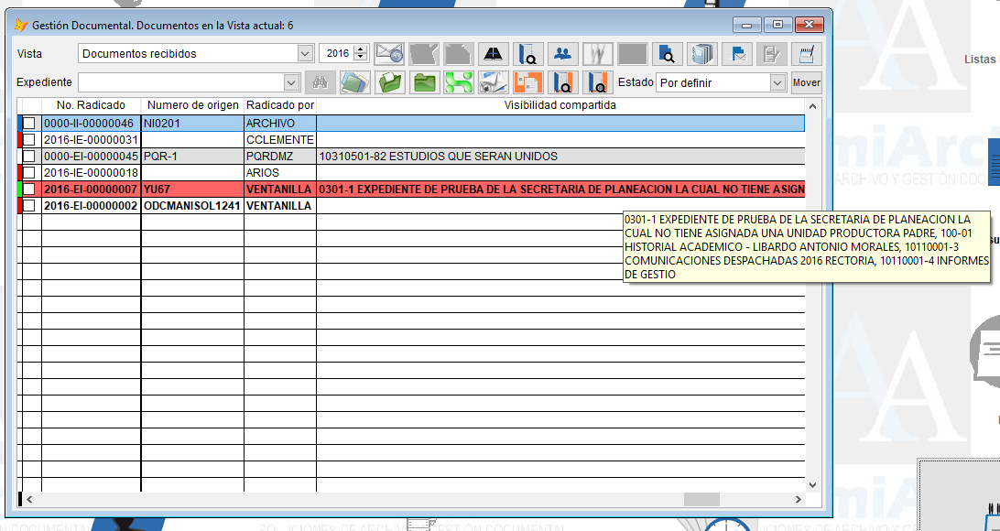 Gestión Documental. Documentos en la Vista actual: 6
Vista Documentos recibidos 2016
Expediente Estado Por definir Mover
No. Radicado Numero de origen Radicado por Visibilidad compartida
0000-II-00000046 NI0201 ARCHIVO
2016-IE-00000031 CCLEMENTE
0000-EI-00000045 PQR-1 PQRDMZ 10310501-82 ESTUDIOS QUE SERAN UNIDOS
2016-IE-00000018 ARIOS
2016-EI-00000007 YU67 VENTANILLA 0301-1 EXPEDIENTE DE PRUEBA DE LA SECRETARIA DE PLANEACION LA CUAL NO TIENE ASIGN
2016-EI-00000002 ODCMANISOL1241 VENTANILLA
0301-1 EXPEDIENTE DE PRUEBA DE LA SECRETARIA DE PLANEACION LA
CUAL NO TIENE ASIGNADA UNA UNIDAD PRODUCTORA PADRE, 100-01
HISTORIAL ACADEMICO - LIBARDO ANTONIO MORALES, 10110001-3
COMUNICACIONES DESPACHADAS 2016 RECTORIA, 10110001-4 INFORMES
DE GESTIO
Listas
miArc
ARCHIVO Y GESTIÓN DOC
su
miA